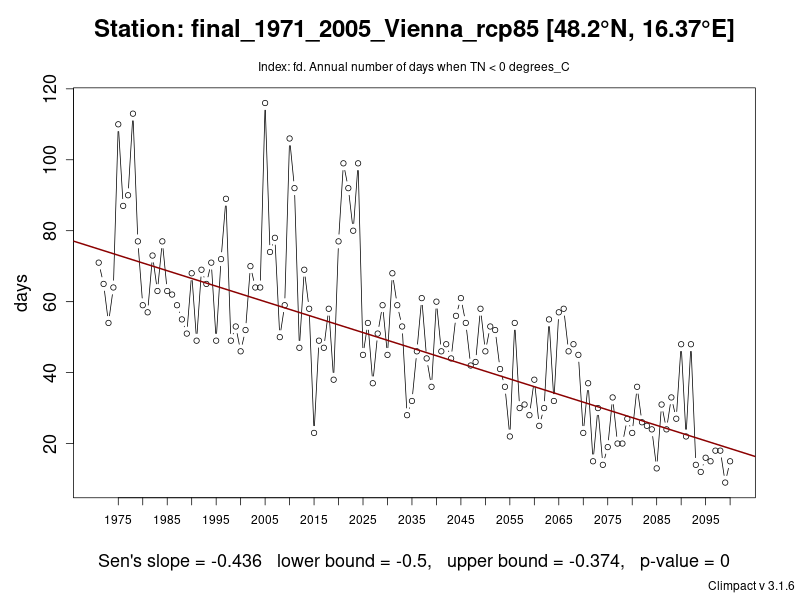 Station: final_1971_2005_Vienna_rcp85 [48.2°N, 16.37°E]
Index: fd. Annual number of days when TN < 0 degrees_C
120
100
80
60
40
20
days
1975 1985 1995 2005 2015 2025 2035 2045 2055 2065 2075 2085 2095
Sen's slope = -0.436 lower bound = -0.5, upper bound = -0.374, p-value = 0
Climpact v 3.1.6